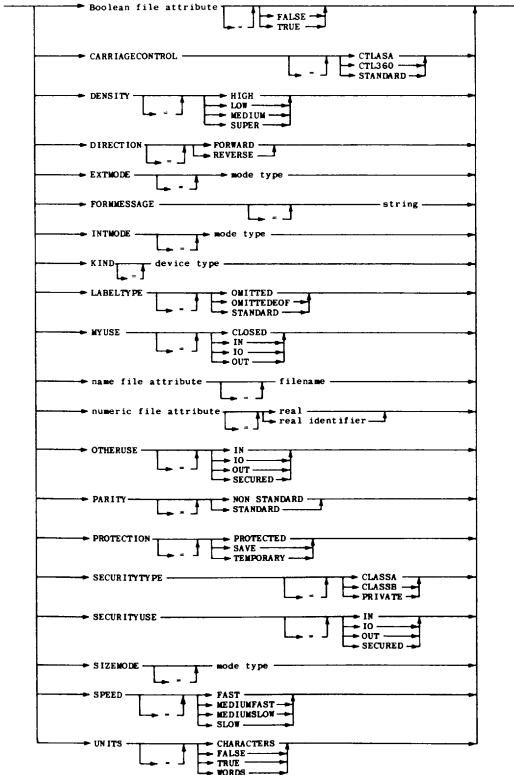 Boolean file attribute
=
FALSE
TRUE
CARRIAGECONTROL
=
CTLASA
CTL360
STANDARD
DENSITY
=
HIGH
LOW
MEDIUM
SUPER
DIRECTION
=
FORWARD
REVERSE
EXTMODE
=
mode type
FORMMESSAGE
=
string
INTMODE
=
mode type
KIND
=
device type
LABELTYPE
=
OMITTED
OMITTEDEOF
STANDARD
MYUSE
=
CLOSED
IN
IO
OUT
name file attribute
=
filename
numeric file attribute
=
real
real identifier
OTHERUSE
=
IN
IO
OUT
SECURED
PARITY
=
NON STANDARD
STANDARD
PROTECTION
=
PROTECTED
SAVE
TEMPORARY
SECURITYTYPE
=
CLASSA
CLASSB
PRIVATE
SECURITYUSE
=
IN
IO
OUT
SECURED
SIZEMODE
=
mode type
SPEED
=
FAST
MEDIUMFAST
MEDIUMSLOW
SLOW
UNITS
=
CHARACTERS
FALSE
TRUE
WORDS